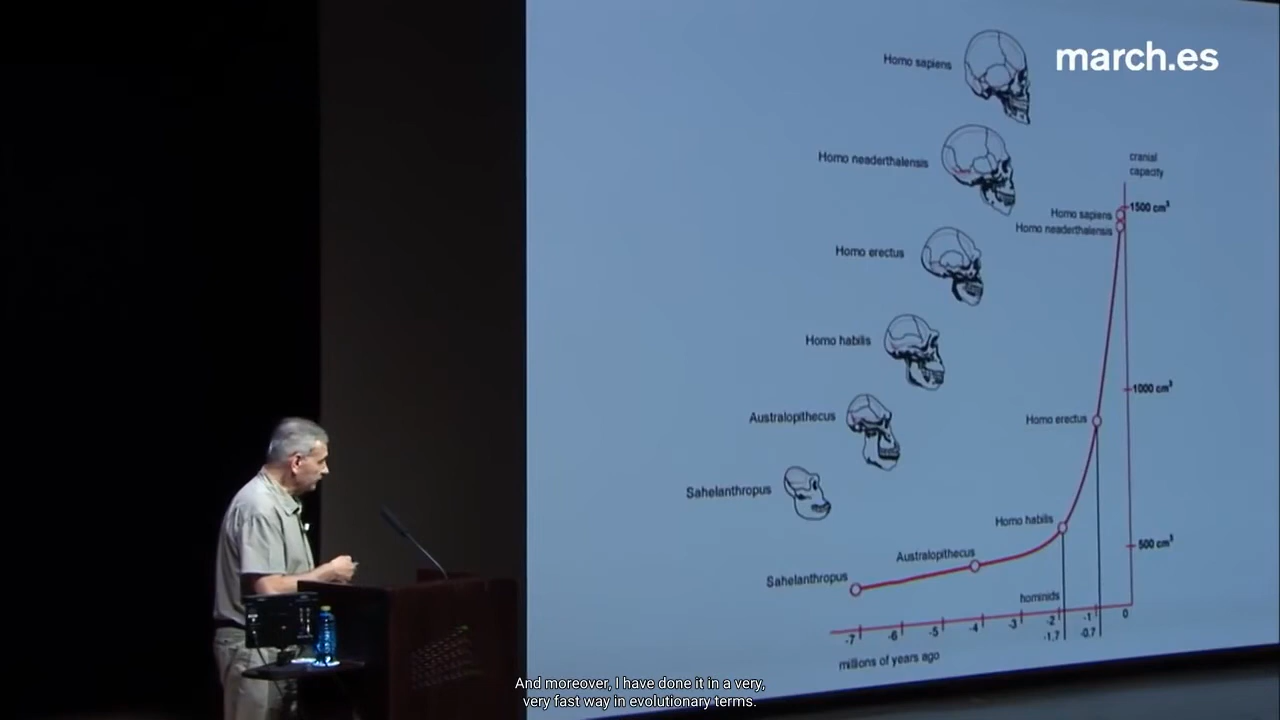 march.es
Homo sapiens
Homo neaderthalensis
Homo erectus
Homo habilis
Australopithecus
Sahelanthropus
cranial
capacity
1500 cm³
Homo sapiens
Homo neaderthalensis
1000 cm³
Homo erectus
Homo habilis
500 cm³
Australopithecus
Sahelanthropus
hominids
-7 -6 -5 -4 -3 -2 -1 0
-1,7 -0,7
millions of years ago
And moreover, I have done it in a very,
very fast way in evolutionary terms.